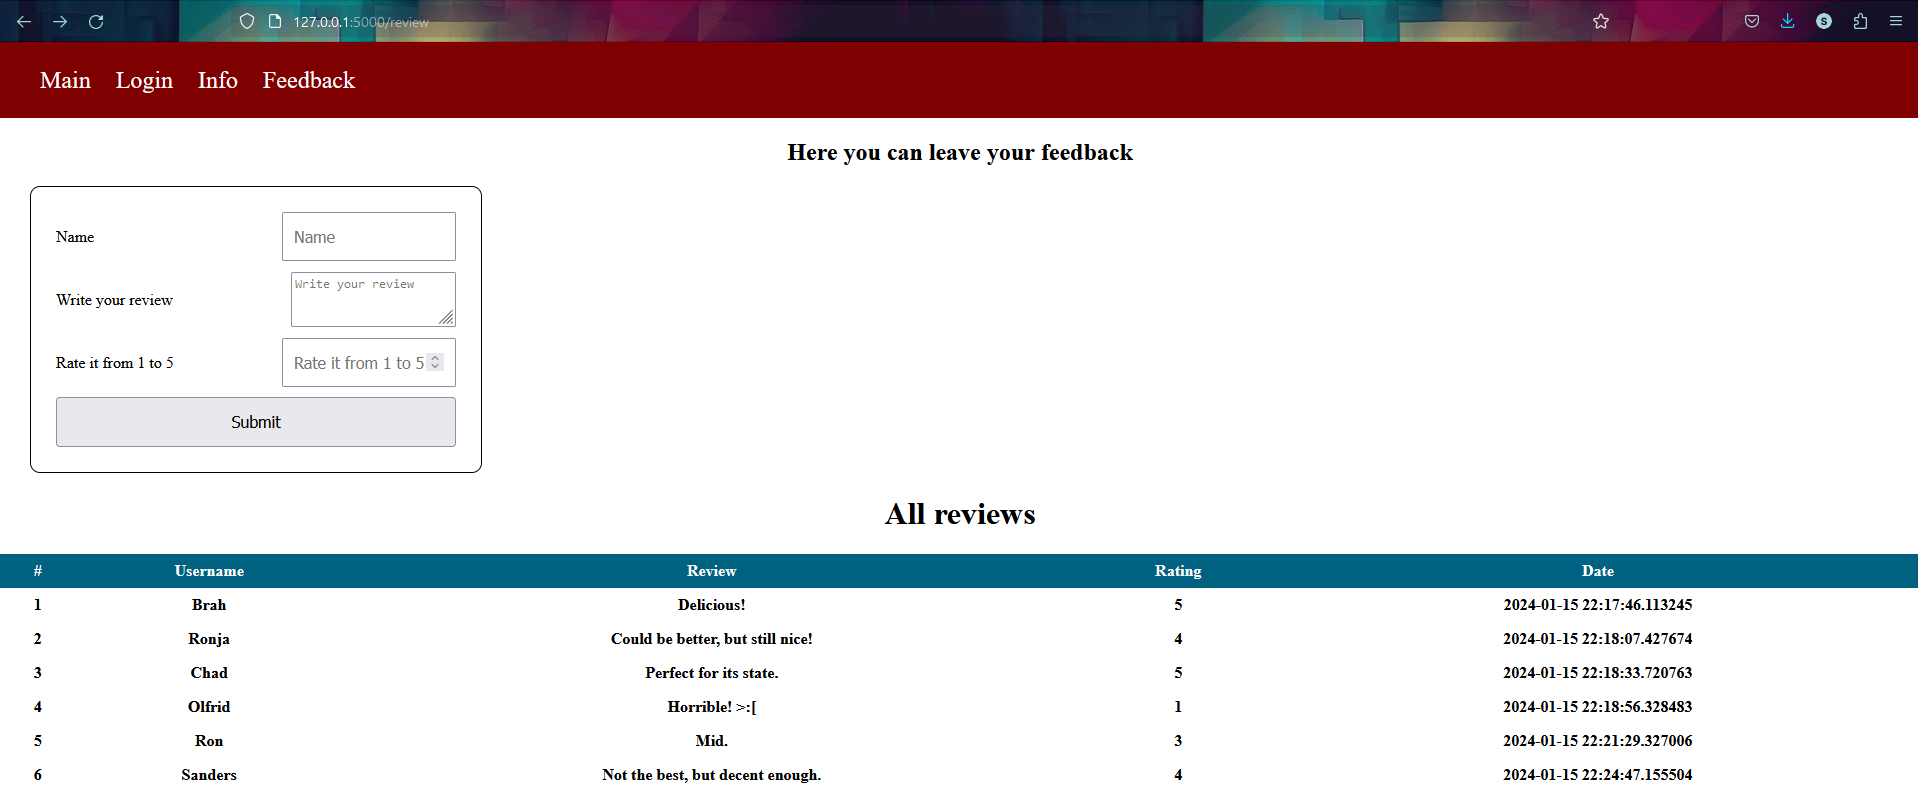 127.0.0.1:5000/review
S
Main Login Info Feedback
Here you can leave your feedback
Name Name
Write your review Write your review
Rate it from 1 to 5 Rate it from 1 to 5
Submit
All reviews
# Username Review Rating Date
1 Brah Delicious! 5 2024-01-15 22:17:46.113245
2 Ronja Could be better, but still nice! 4 2024-01-15 22:18:07.427674
3 Chad Perfect for its state. 5 2024-01-15 22:18:33.720763
4 Olfrid Horrible! >:[ 1 2024-01-15 22:18:56.328483
5 Ron Mid. 3 2024-01-15 22:21:29.327006
6 Sanders Not the best, but decent enough. 4 2024-01-15 22:24:47.155504